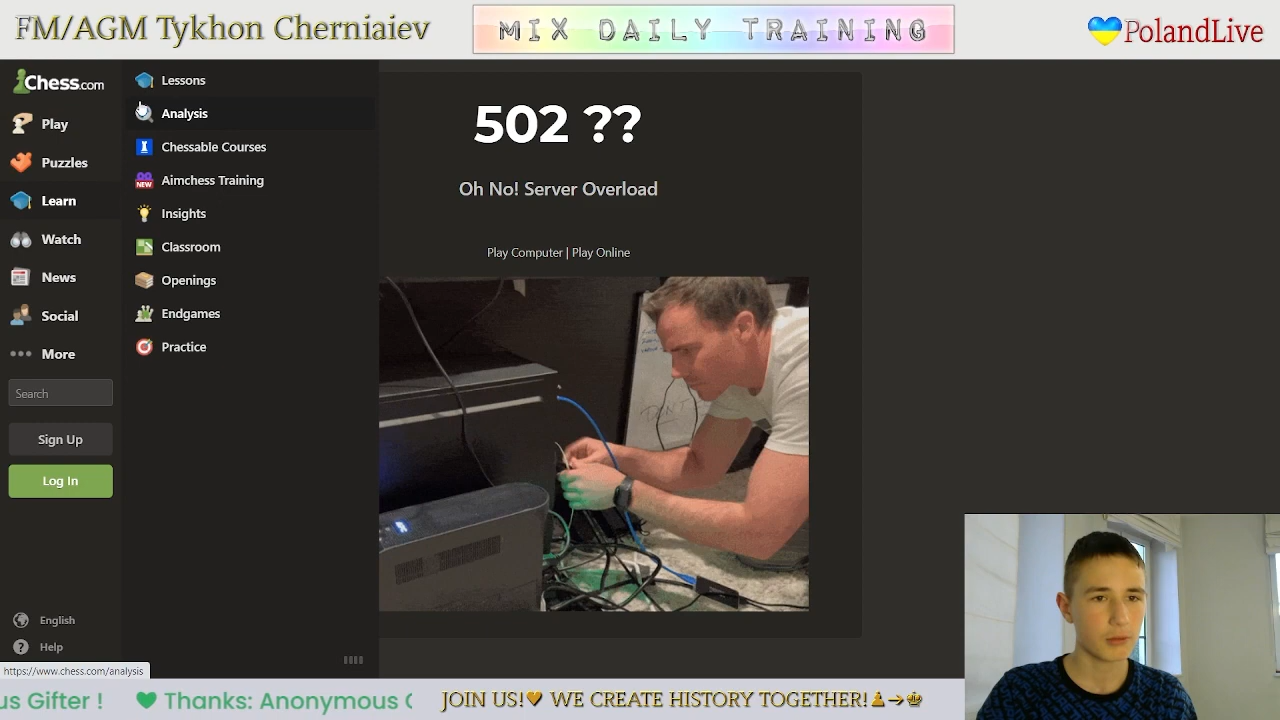 FM/AGM Tykhon Cherniaiev
MIX DAILY TRAINING
PolandLive
Chess.com
Play
Puzzles
Learn
Watch
News
Social
More
Search
Sign Up
Log In
English
Help
https://www.chess.com/analysis
Lessons
Analysis
Chessable Courses
NEW
Aimchess Training
Insights
Classroom
Openings
Endgames
Practice
502 ??
Oh No! Server Overload
Play Computer | Play Online
us Gifter !
Thanks: Anonymous
JOIN US! WE CREATE HISTORY TOGETHER!